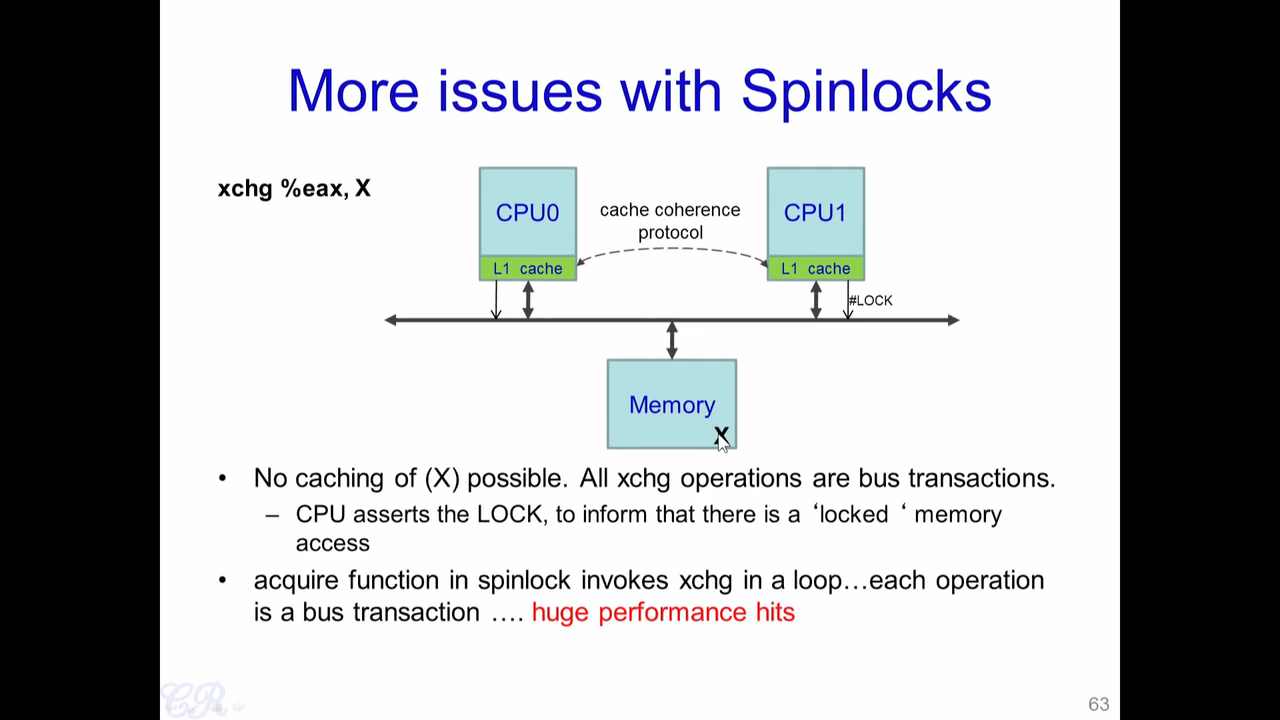 More issues with Spinlocks
xchg %eax, X
CPU0
cache coherence
protocol
CPU1
L1 cache
L1 cache
#LOCK
Memory
X
• No caching of (X) possible. All xchg operations are bus transactions.
– CPU asserts the LOCK, to inform that there is a ‘locked ‘ memory
access
• acquire function in spinlock invokes xchg in a loop…each operation
is a bus transaction …. huge performance hits
CR
63